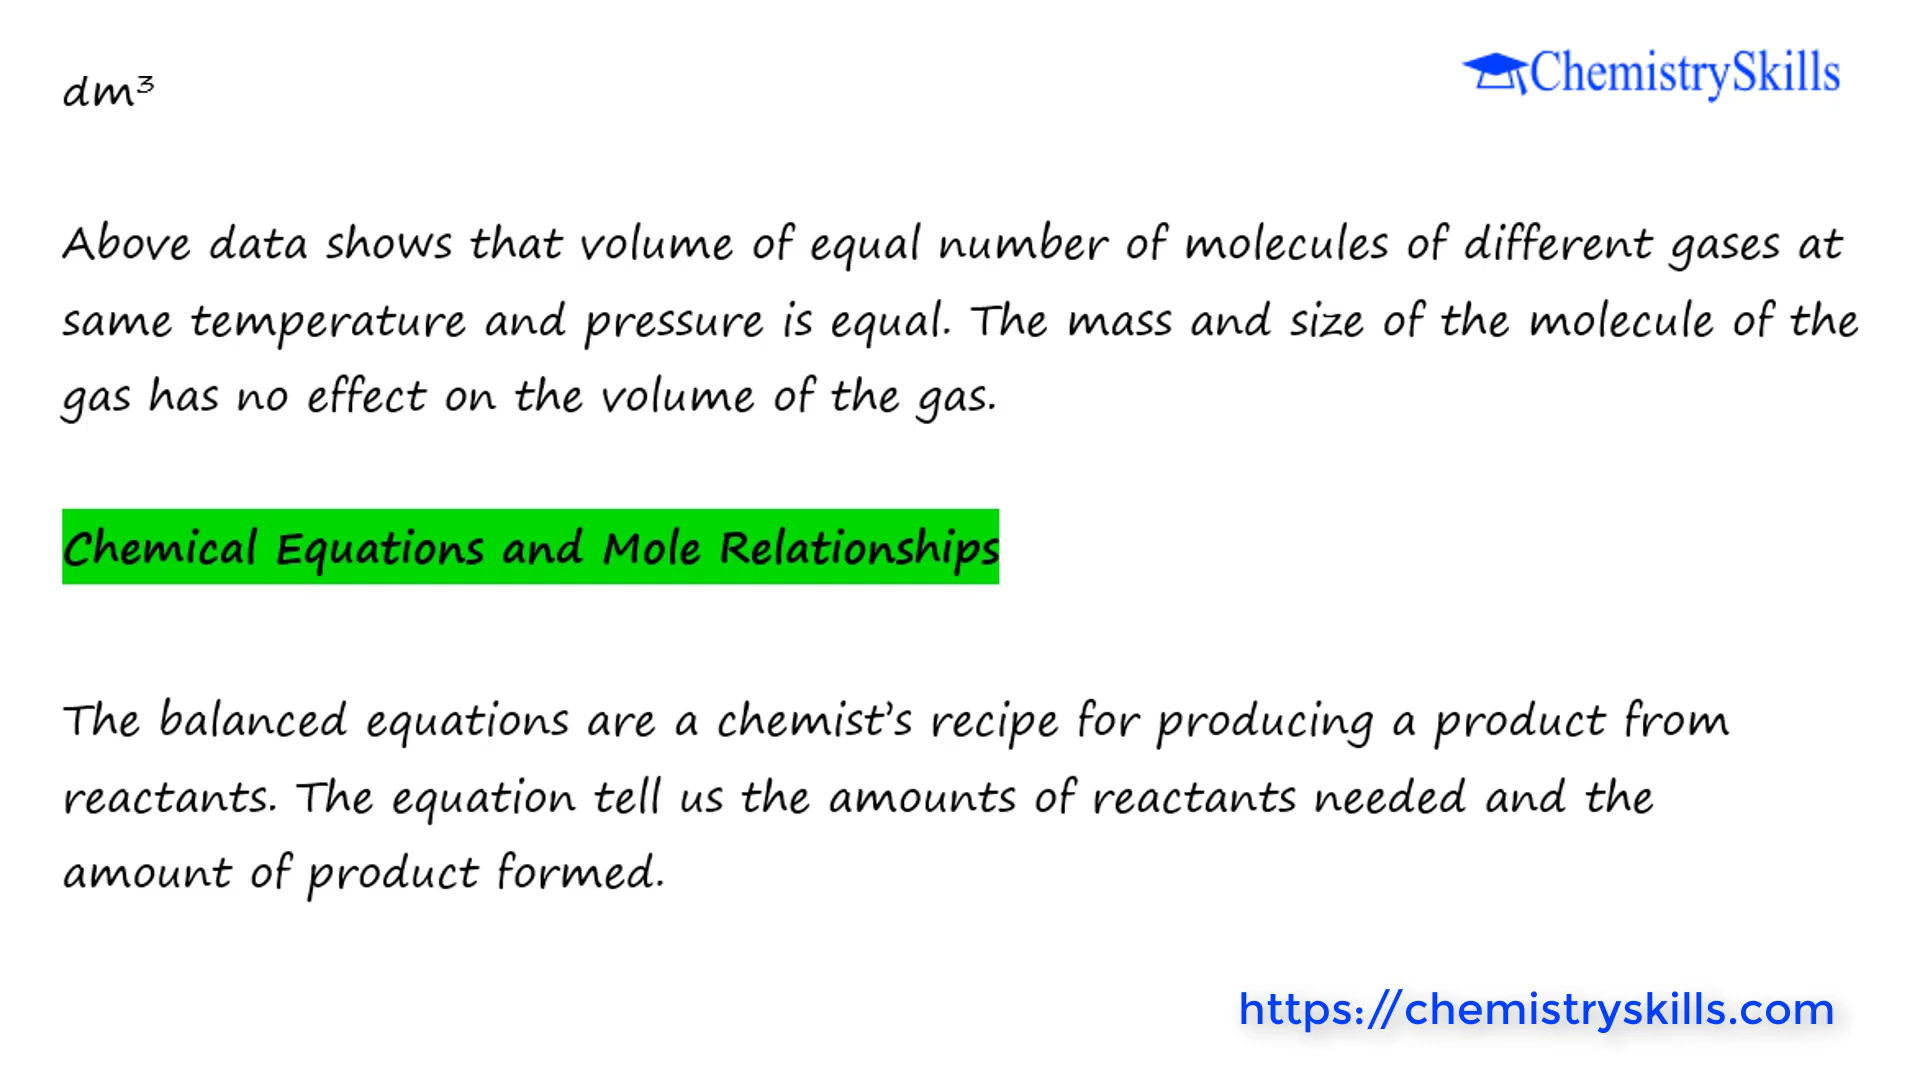 dm³
ChemistrySkills
Above data shows that volume of equal number of molecules of different gases at
same temperature and pressure is equal. The mass and size of the molecule of the
gas has no effect on the volume of the gas.
Chemical Equations and Mole Relationships
The balanced equations are a chemist’s recipe for producing a product from
reactants. The equation tell us the amounts of reactants needed and the
amount of product formed.
https://chemistryskills.com